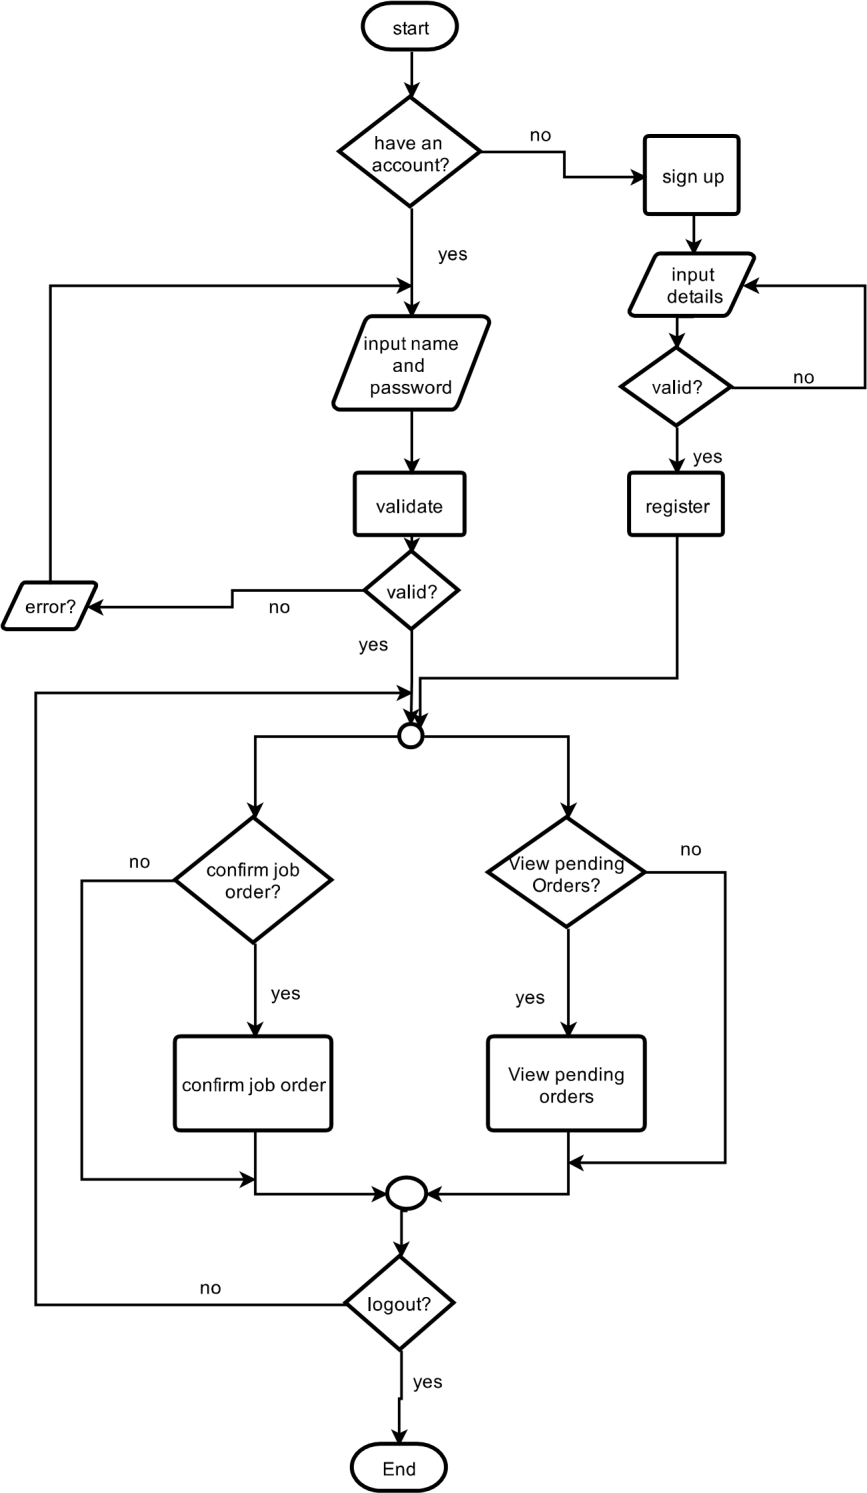 start
have an
account?
no
sign up
yes
input
details
input name
and
password
valid?
no
yes
validate
register
valid?
error?
no
yes
confirm job
order?
no
View pending
Orders?
no
yes
yes
confirm job order
View pending
orders
no
logout?
yes
End